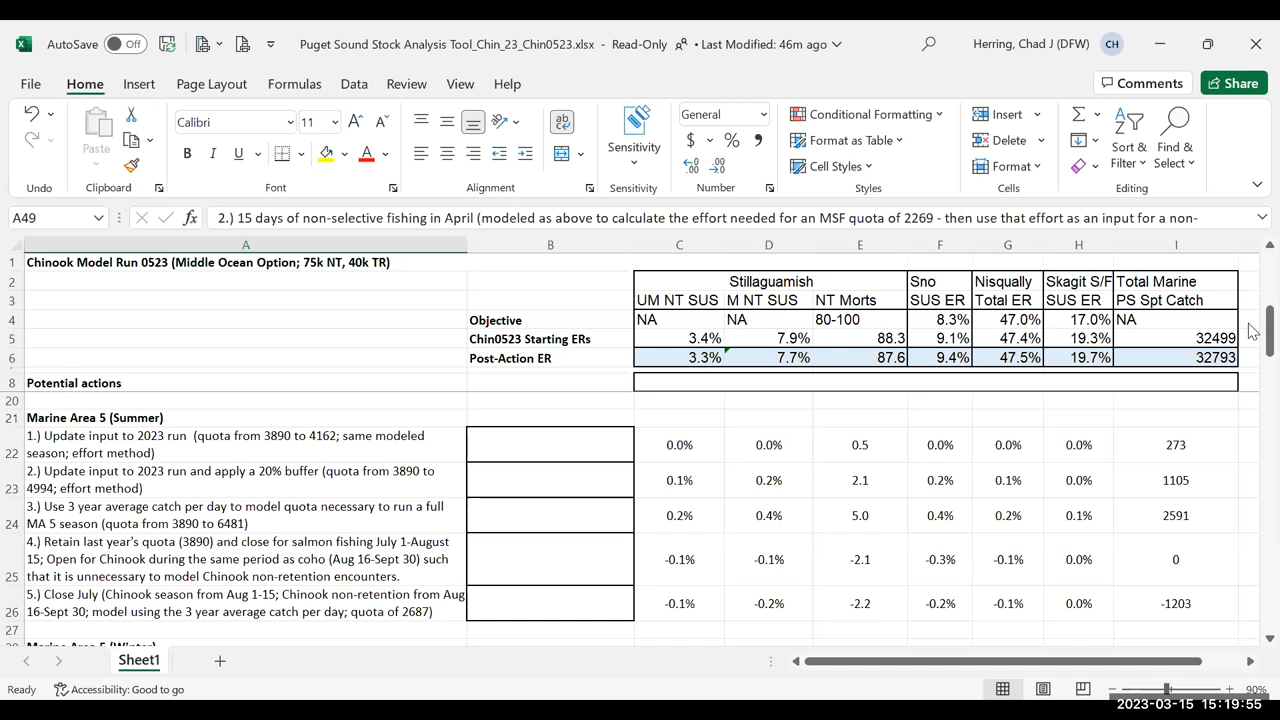 AutoSave Off Puget Sound Stock Analysis Tool_Chin_23_Chin0523.xlsx - Read-Only • Last Modified: 46m ago Herring, Chad J (DFW) CH
File Home Insert Page Layout Formulas Data Review View Help Comments Share
Calibri 11 General Conditional Formatting Insert
Paste Sensitivity Format as Table Delete Sort & Find &
B I U A Cell Styles Format Filter Select
Undo Clipboard Font Alignment Sensitivity Number Styles Cells Editing
A49 fx 2.) 15 days of non-selective fishing in April (modeled as above to calculate the effort needed for an MSF quota of 2269 - then use that effort as an input for a non-
A B C D E F G H I
1 Chinook Model Run 0523 (Middle Ocean Option; 75k NT, 40k TR)
2 Stillaguamish Sno Nisqually Skagit S/F Total Marine
3 UM NT SUS M NT SUS NT Morts SUS ER Total ER SUS ER PS Spt Catch
4 Objective NA NA 80-100 8.3% 47.0% 17.0% NA
5 Chin0523 Starting ERs 3.4% 7.9% 88.3 9.1% 47.4% 19.3% 32499
6 Post-Action ER 3.3% 7.7% 87.6 9.4% 47.5% 19.7% 32793
8 Potential actions
20
21 Marine Area 5 (Summer)
1.) Update input to 2023 run (quota from 3890 to 4162; same modeled
22 season; effort method) 0.0% 0.0% 0.5 0.0% 0.0% 0.0% 273
2.) Update input to 2023 run and apply a 20% buffer (quota from 3890 to
23 4994; effort method) 0.1% 0.2% 2.1 0.2% 0.1% 0.0% 1105
3.) Use 3 year average catch per day to model quota necessary to run a full
24 MA 5 season (quota from 3890 to 6481) 0.2% 0.4% 5.0 0.4% 0.2% 0.1% 2591
4.) Retain last year's quota (3890) and close for salmon fishing July 1-August
15; Open for Chinook during the same period as coho (Aug 16-Sept 30) such
25 that it is unnecessary to model Chinook non-retention encounters. -0.1% -0.1% -2.1 -0.3% -0.1% 0.0% 0
5.) Close July (Chinook season from Aug 1-15; Chinook non-retention from Aug
26 16-Sept 30; model using the 3 year average catch per day; quota of 2687) -0.1% -0.2% -2.2 -0.2% -0.1% 0.0% -1203
27
Marine Area 5 (Winter)
Sheet1
Ready Accessibility: Good to go 90%
2023-03-15 15:19:55